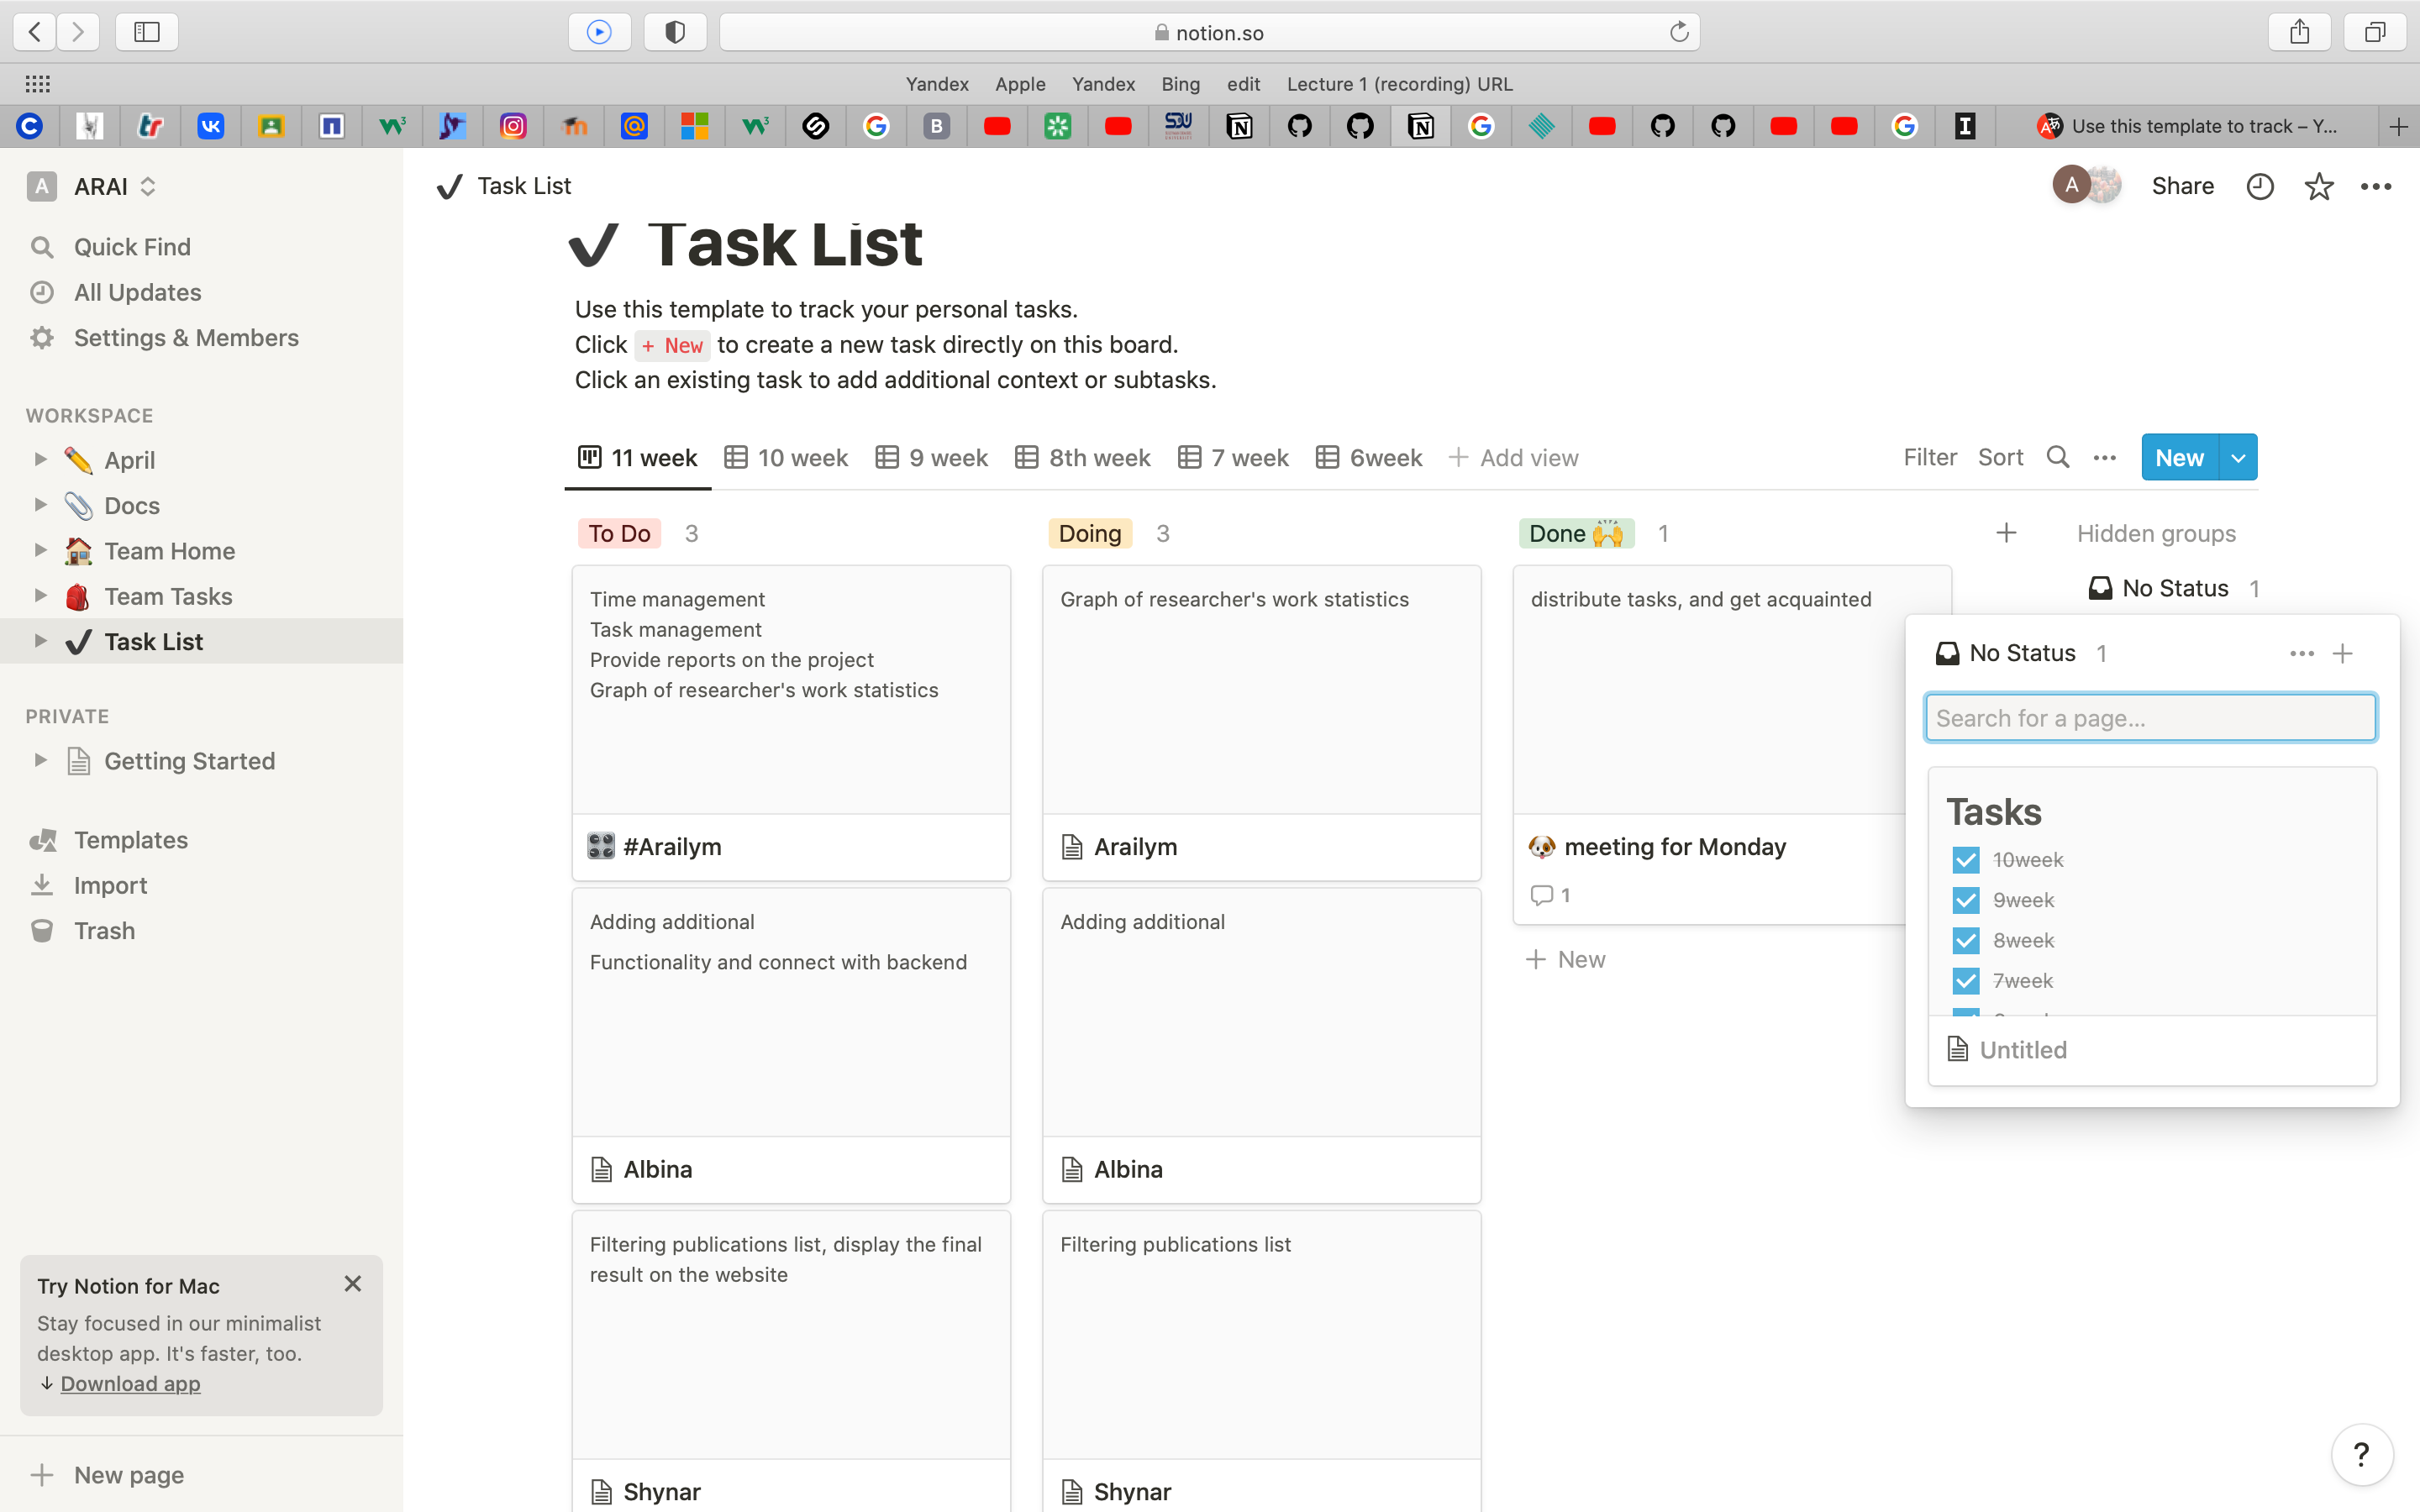 notion.so
Yandex Apple Yandex Bing edit Lecture 1 (recording) URL
Use this template to track – Y...
A ARAI
Quick Find
All Updates
Settings & Members
WORKSPACE
April
Docs
Team Home
Team Tasks
Task List
PRIVATE
Getting Started
Templates
Import
Trash
Try Notion for Mac
Stay focused in our minimalist
desktop app. It's faster, too.
Download app
New page
Task List
A Share
Task List
Use this template to track your personal tasks.
Click + New to create a new task directly on this board.
Click an existing task to add additional context or subtasks.
11 week 10 week 9 week 8th week 7 week 6week + Add view
Filter Sort New
To Do 3
Time management
Task management
Provide reports on the project
Graph of researcher's work statistics
#Arailym
Adding additional
Functionality and connect with backend
Albina
Filtering publications list, display the final
result on the website
Shynar
Doing 3
Graph of researcher's work statistics
Arailym
Adding additional
Albina
Filtering publications list
Shynar
Done 🙌 1
distribute tasks, and get acquainted
meeting for Monday
1
+ New
Hidden groups
No Status 1
No Status 1
Search for a page...
Tasks
10week
9week
8week
7week
Untitled
?